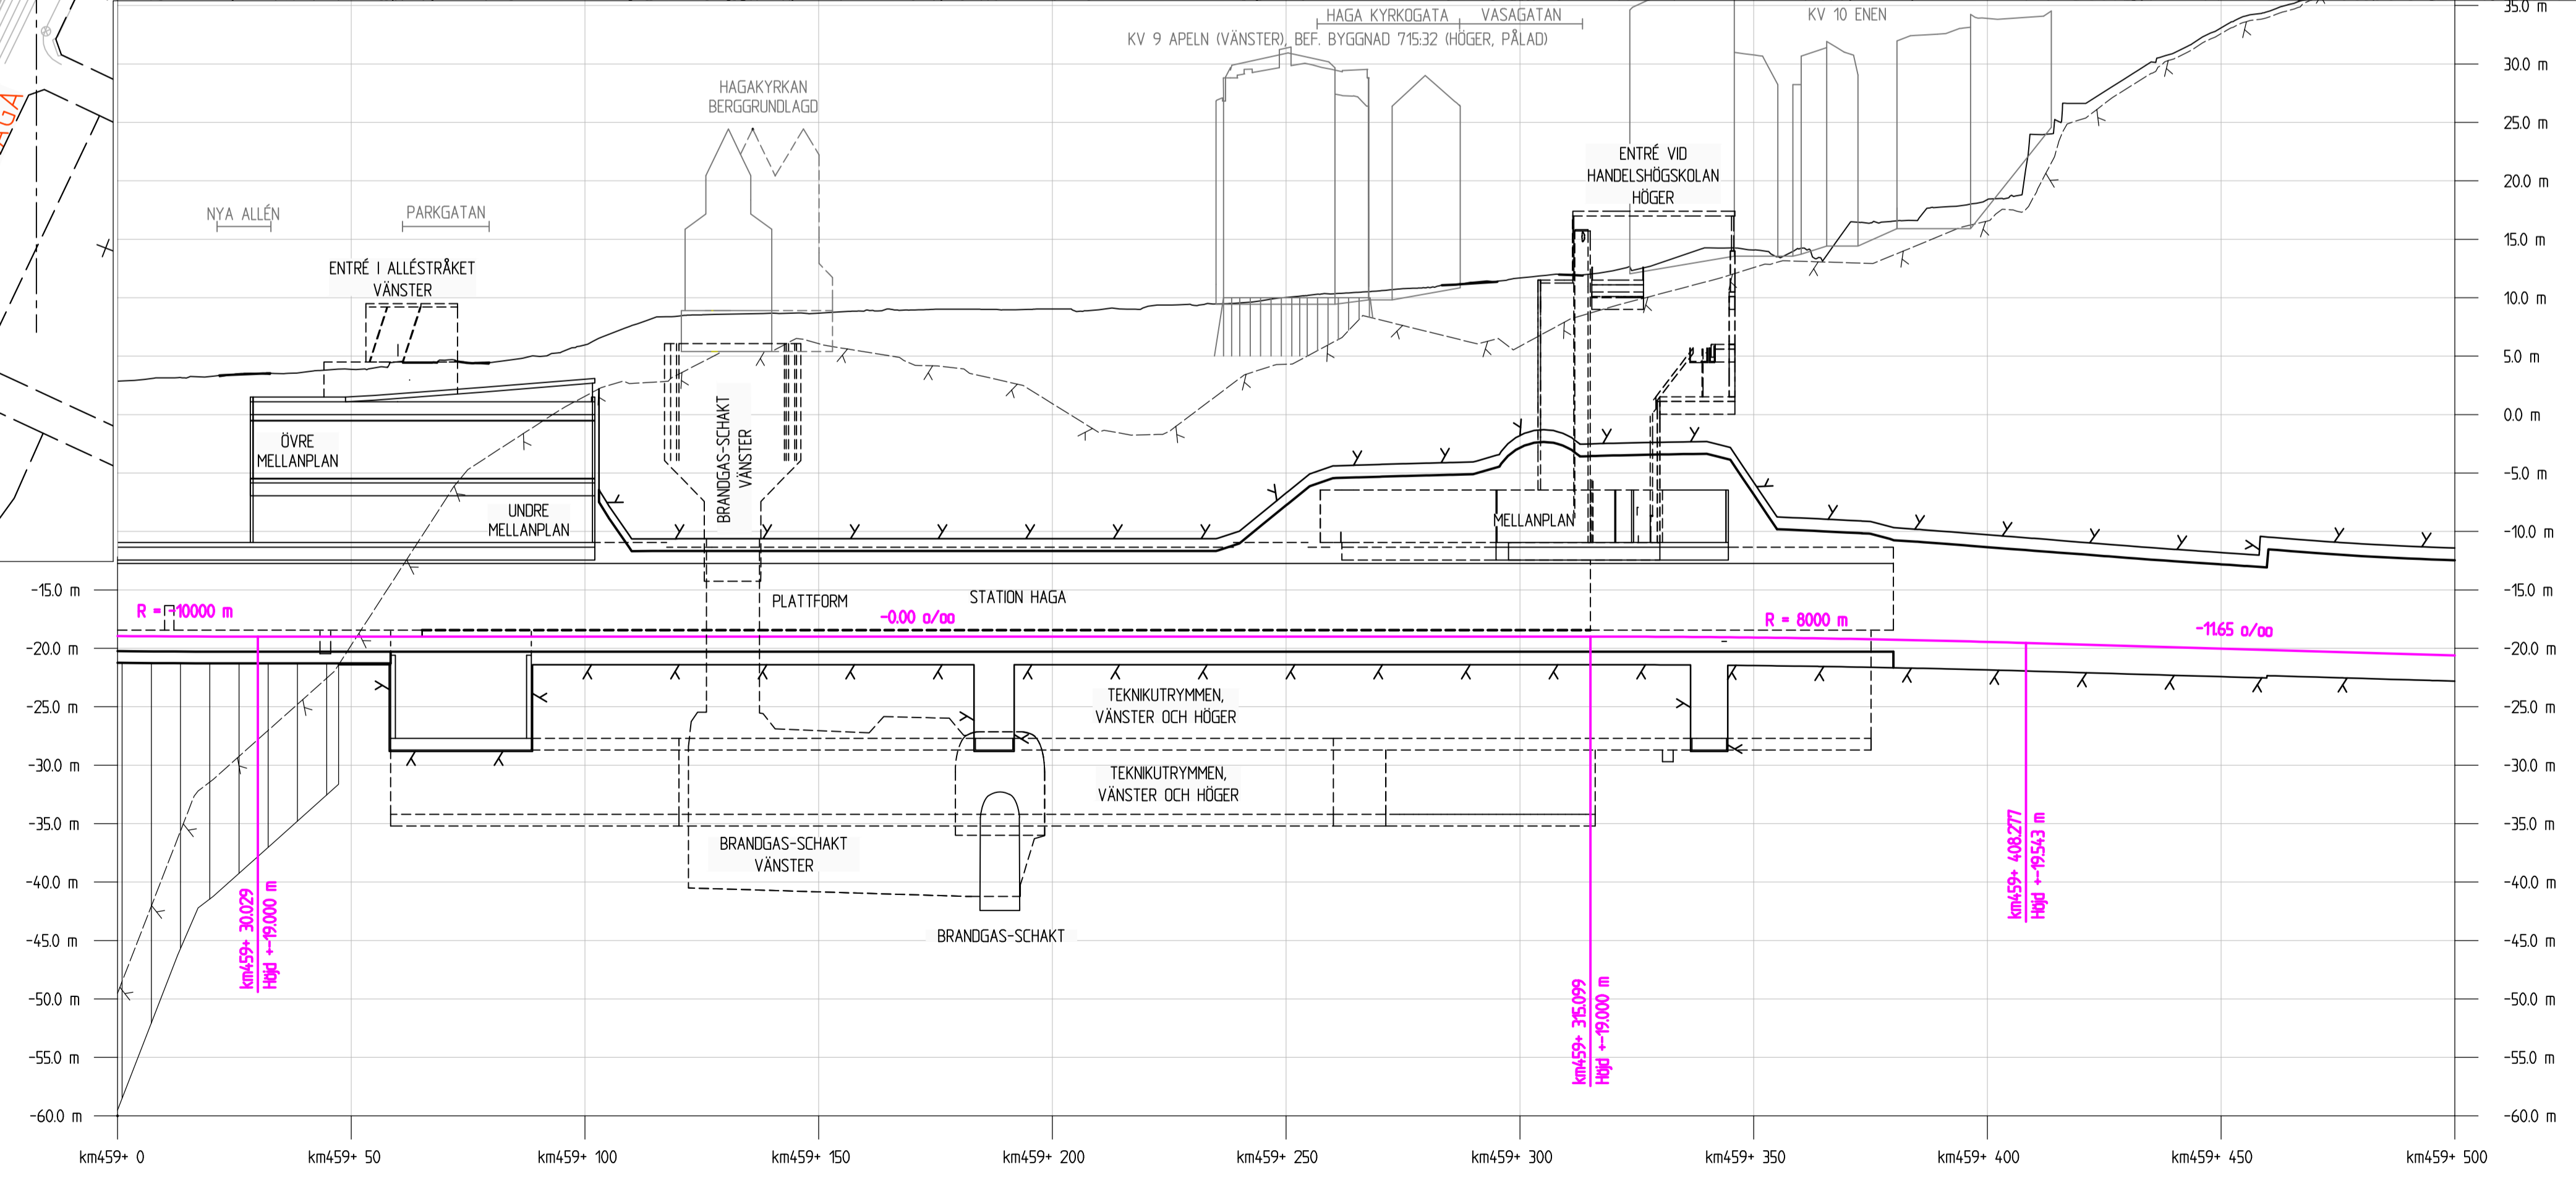 HAGA KYRKOGATA
VASAGATAN
KV 10 ENEN
KV 9 APELN (VÄNSTER), BEF. BYGGNAD 715:32 (HÖGER, PÅLAD)
HAGAKYRKAN
BERGGRUNDLAGD
ENTRÉ VID
HANDELSHÖGSKOLAN
HÖGER
NYA ALLÉN
PARKGATAN
ENTRÉ I ALLÉSTRÅKET
VÄNSTER
BRANDGAS-SCHAKT
VÄNSTER
ÖVRE
MELLANPLAN
UNDRE
MELLANPLAN
MELLANPLAN
PLATTFORM
STATION HAGA
R = -10000 m
-0.00 o/oo
R = 8000 m
-11.65 o/oo
TEKNIKUTRYMMEN,
VÄNSTER OCH HÖGER
TEKNIKUTRYMMEN,
VÄNSTER OCH HÖGER
BRANDGAS-SCHAKT
VÄNSTER
BRANDGAS-SCHAKT
km459+ 30.029
Höjd +-19.000 m
km459+ 315.099
Höjd +-19.000 m
km459+ 408.277
Höjd +-19.543 m
-15.0 m
-20.0 m
-25.0 m
-30.0 m
-35.0 m
-40.0 m
-45.0 m
-50.0 m
-55.0 m
-60.0 m
35.0 m
30.0 m
25.0 m
20.0 m
15.0 m
10.0 m
5.0 m
0.0 m
-5.0 m
-10.0 m
-15.0 m
-20.0 m
-25.0 m
-30.0 m
-35.0 m
-40.0 m
-45.0 m
-50.0 m
-55.0 m
-60.0 m
km459+ 0
km459+ 50
km459+ 100
km459+ 150
km459+ 200
km459+ 250
km459+ 300
km459+ 350
km459+ 400
km459+ 450
km459+ 500